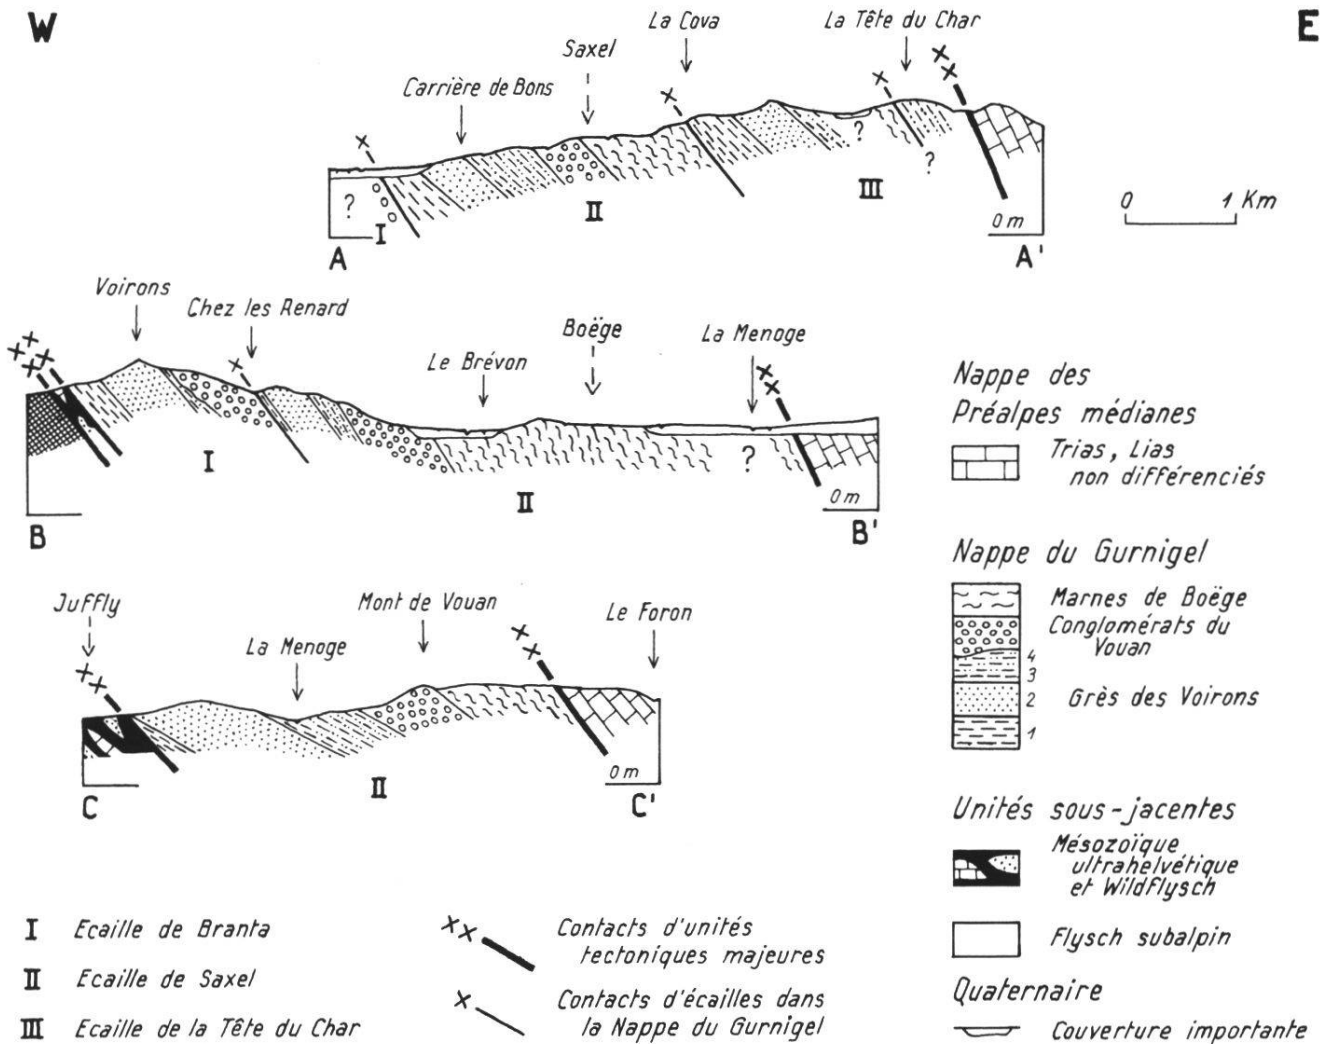 W
E
La Cova
La Tête du Char
Saxel
Carrière de Bons
?
?
?
I
II
III
0 m
A
A'
0 1 Km
Voirons
Chez les Renard
Boëge
La Menoge
Le Brévon
?
I
II
0 m
B
B'
Juffly
Mont de Vouan
Le Foron
La Menoge
II
0 m
C
C'
Nappe des
Préalpes médianes
Trias, Lias
non différenciés
Nappe du Gurnigel
Marnes de Boëge
Conglomérats du
Vouan
4
3
2 Grès des Voirons
1
Unités sous-jacentes
Mésozoïque
ultrahelvétique
et Wildflysch
Flysch subalpin
Quaternaire
Couverture importante
I Ecaille de Branta
II Ecaille de Saxel
III Ecaille de la Tête du Char
Contacts d'unités
tectoniques majeures
Contacts d'écailles dans
la Nappe du Gurnigel